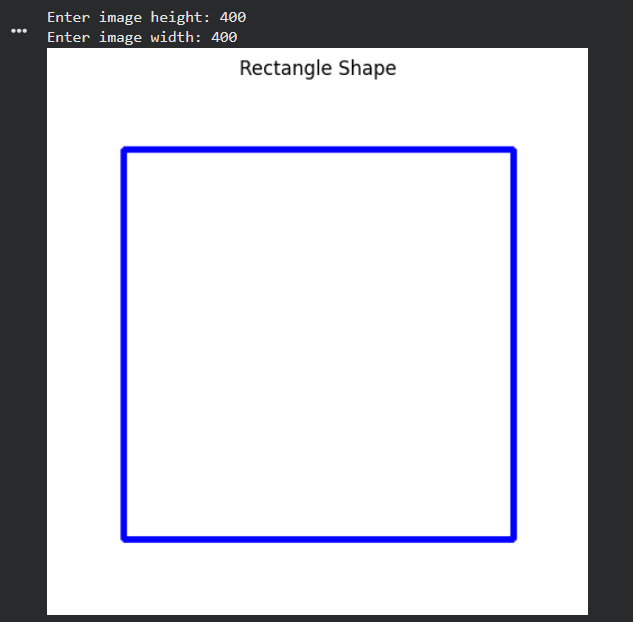 Enter image height: 400
Enter image width: 400
Rectangle Shape